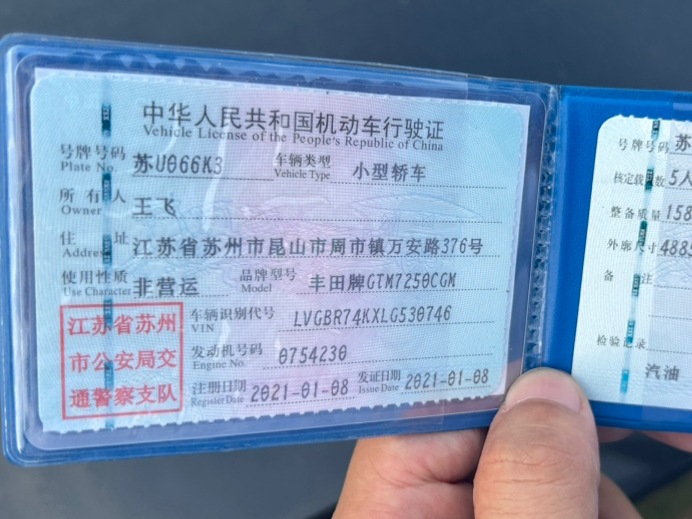 中华人民共和国机动车行驶证
Vehicle License of the People's Republic of China
号牌号码 苏U066K3 车辆类型 小型轿车
Plate No. Vehicle Type
所有人 王飞
Owner
住址 江苏省苏州市昆山市周市镇万安路376号
Address
使用性质 非营运 品牌型号 丰田牌GTM7250CGM
Use Character Model
江苏省苏州
市公安局交
通警察支队
车辆识别代号 LVGBR74KXLG530746
VIN
发动机号码 0754230
Engine No.
注册日期 2021-01-08 发证日期 2021-01-08
Register Date Issue Date
号牌号码 苏
核定载人数 5人
整备质量 158
外廓尺寸 4885
备注
检验记录
汽油